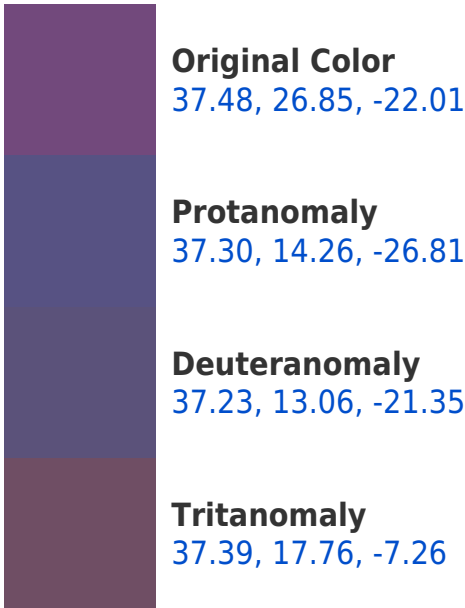 Original Color
37.48, 26.85, -22.01
Protanomaly
37.30, 14.26, -26.81
Deuteranomaly
37.23, 13.06, -21.35
Tritanomaly
37.39, 17.76, -7.26